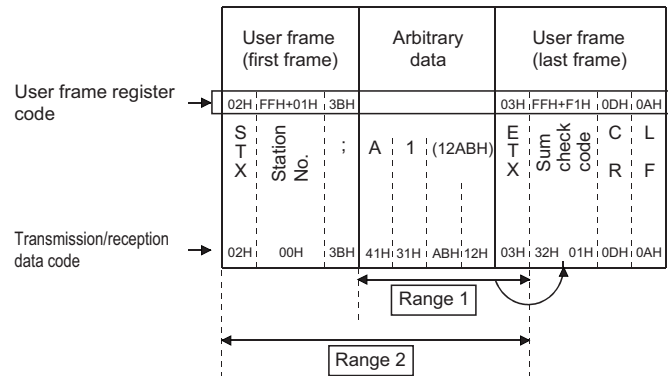 User frame
(first frame)
Arbitrary
data
User frame
(last frame)
User frame register
code
02H FFH+01H 3BH 03H FFH+F1H 0DH 0AH
STX
Station
No.
;
A 1 (12ABH)
ETX
Sum
check
code
C R
L F
Transmission/reception
data code
02H 00H 3BH 41H 31H ABH 12H 03H 32H 01H 0DH 0AH
Range 1
Range 2